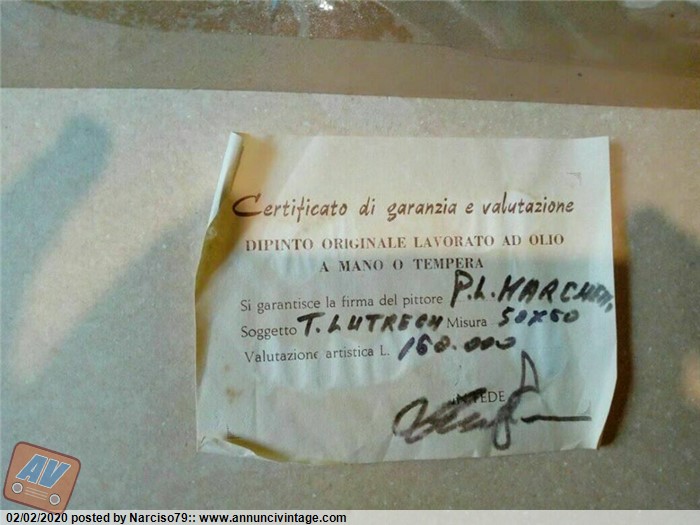 Certificato di garanzia e valutazione
DIPINTO ORIGINALE LAVORATO AD OLIO
A MANO O TEMPERA
Si garantisce la firma del pittore P.L. MARCHETTI
Soggetto T. LUTRECH Misura 50x60
Valutazione artistica L. 160.000
IN FEDE
AV
02/02/2020 posted by Narciso79:: www.annuncivintage.com